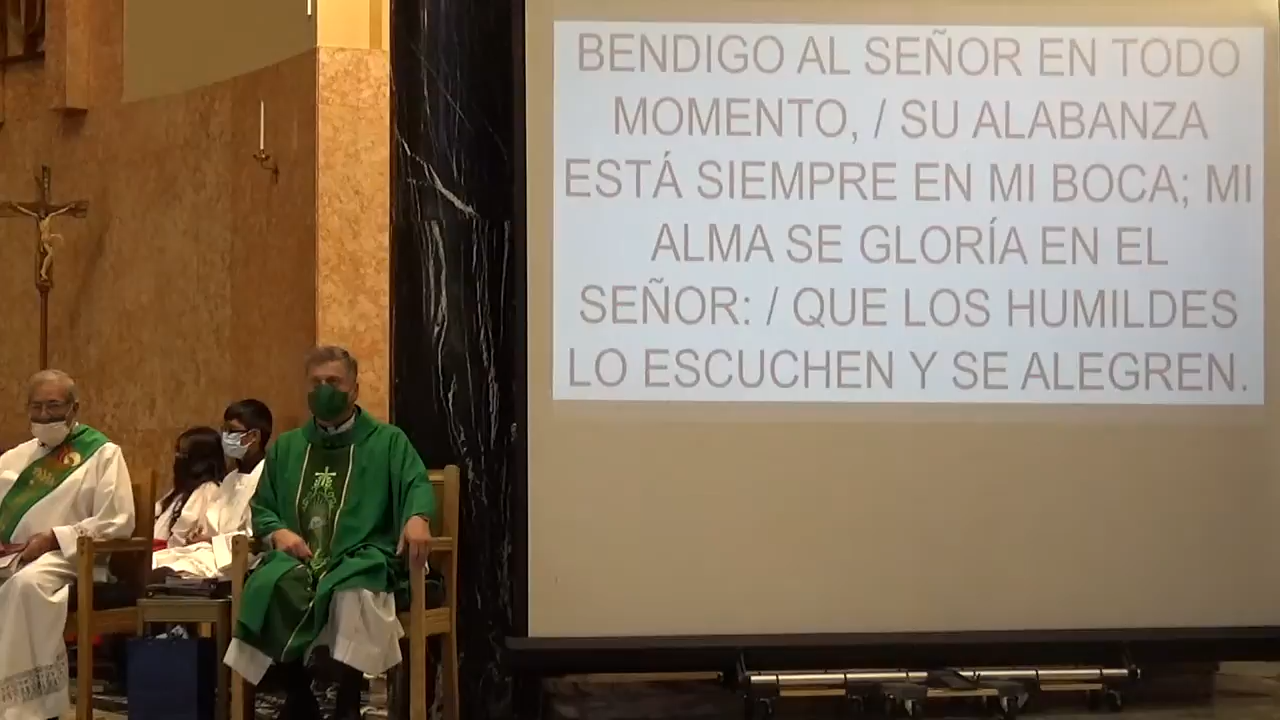 BENDIGO AL SEÑOR EN TODO
MOMENTO, / SU ALABANZA
ESTÁ SIEMPRE EN MI BOCA; MI
ALMA SE GLORÍA EN EL
SEÑOR: / QUE LOS HUMILDES
LO ESCUCHEN Y SE ALEGREN.